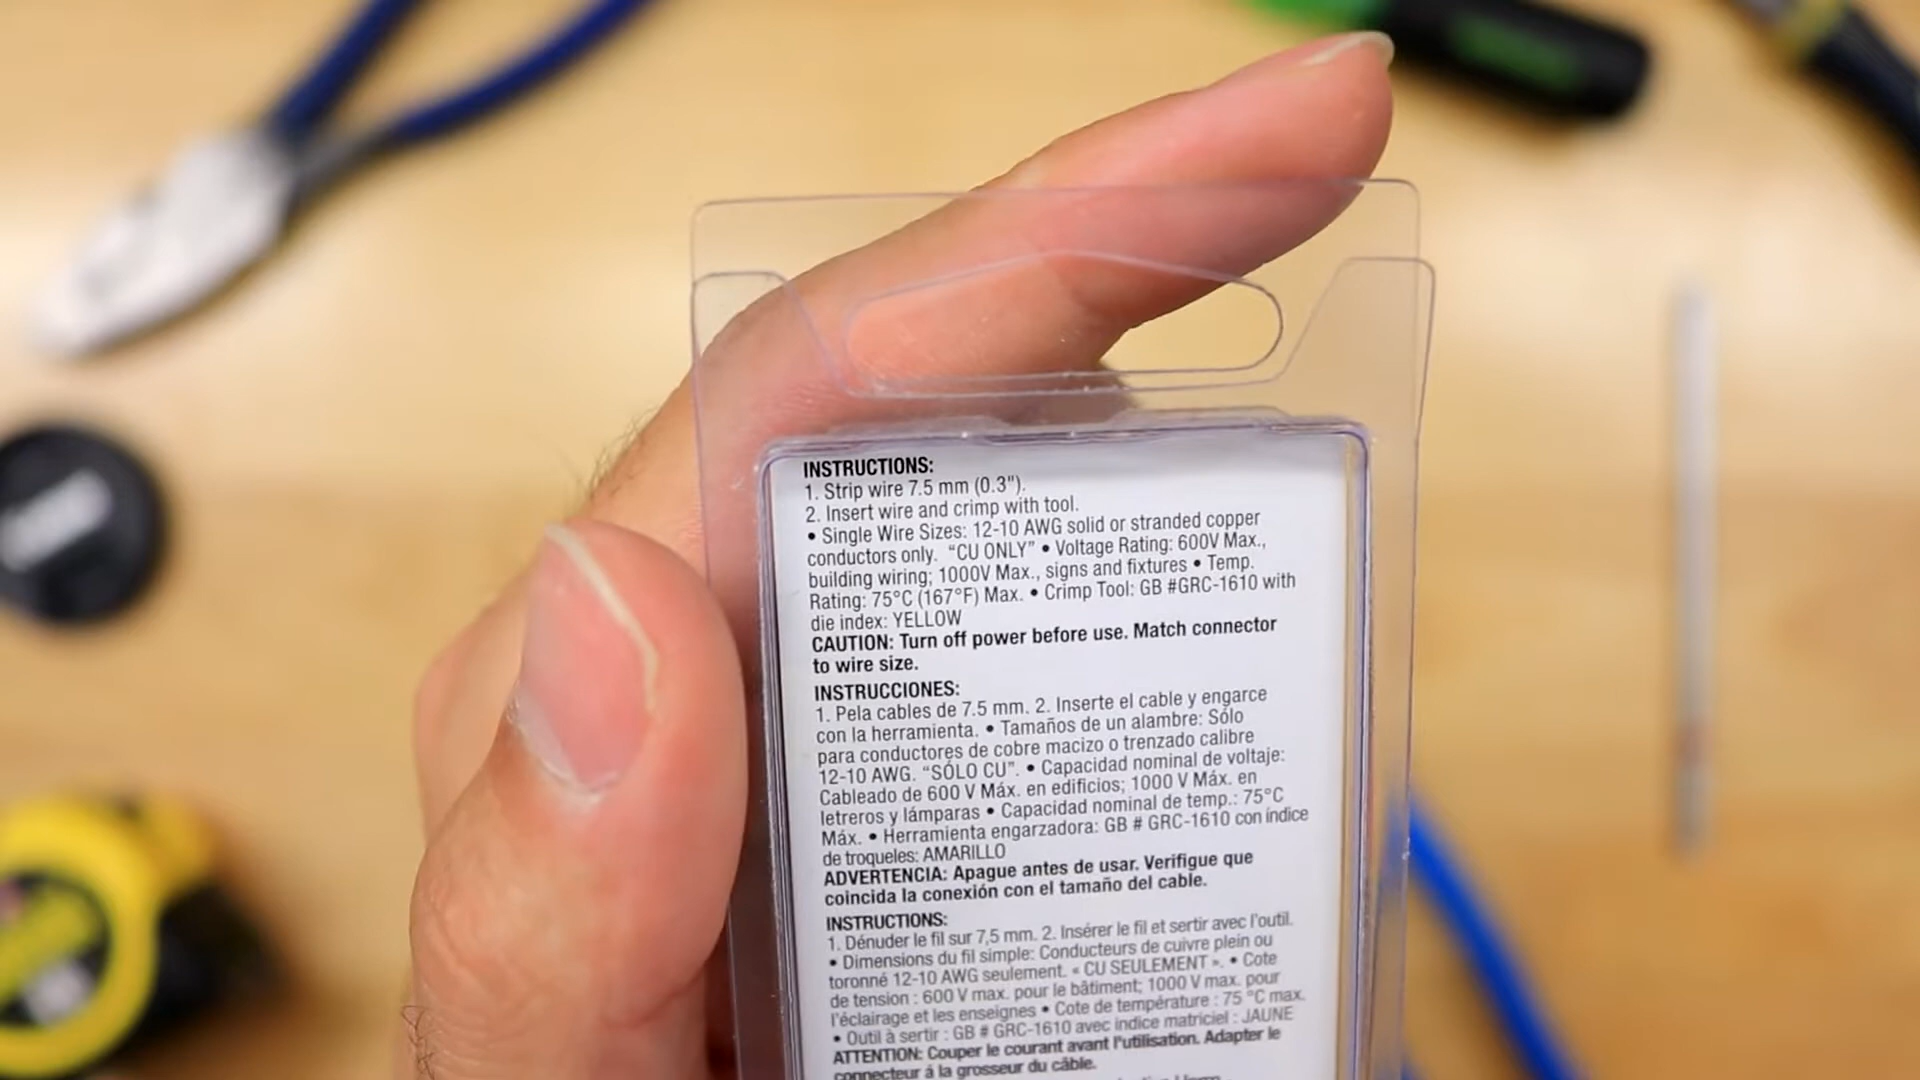 INSTRUCTIONS:
1. Strip wire 7.5 mm (0.3").
2. Insert wire and crimp with tool.
• Single Wire Sizes: 12-10 AWG solid or stranded copper
conductors only. “CU ONLY” • Voltage Rating: 600V Max.,
building wiring; 1000V Max., signs and fixtures • Temp.
Rating: 75°C (167°F) Max. • Crimp Tool: GB #GRC-1610 with
die index: YELLOW
CAUTION: Turn off power before use. Match connector
to wire size.
INSTRUCCIONES:
1. Pela cables de 7.5 mm. 2. Inserte el cable y engarce
con la herramienta. • Tamaños de un alambre: Sólo
para conductores de cobre macizo o trenzado calibre
12-10 AWG. “SÓLO CU”. • Capacidad nominal de voltaje:
Cableado de 600 V Máx. en edificios; 1000 V Máx. en
letreros y lámparas • Capacidad nominal de temp.: 75°C
Máx. • Herramienta engarzadora: GB # GRC-1610 con índice
de troqueles: AMARILLO
ADVERTENCIA: Apague antes de usar. Verifigue que
coincida la conexión con el tamaño del cable.
INSTRUCTIONS:
1. Dénuder le fil sur 7,5 mm. 2. Insérer le fil et sertir avec l'outil.
• Dimensions du fil simple: Conducteurs de cuivre plein ou
toronné 12-10 AWG seulement. « CU SEULEMENT ». • Cote
de tension : 600 V max. pour le bâtiment; 1000 V max. pour
l'éclairage et les enseignes • Cote de température : 75 °C max.
• Outil à sertir : GB # GRC-1610 avec indice matriciel : JAUNE
ATTENTION: Couper le courant avant l'utilisation. Adapter le
connecteur á la grosseur du câble.